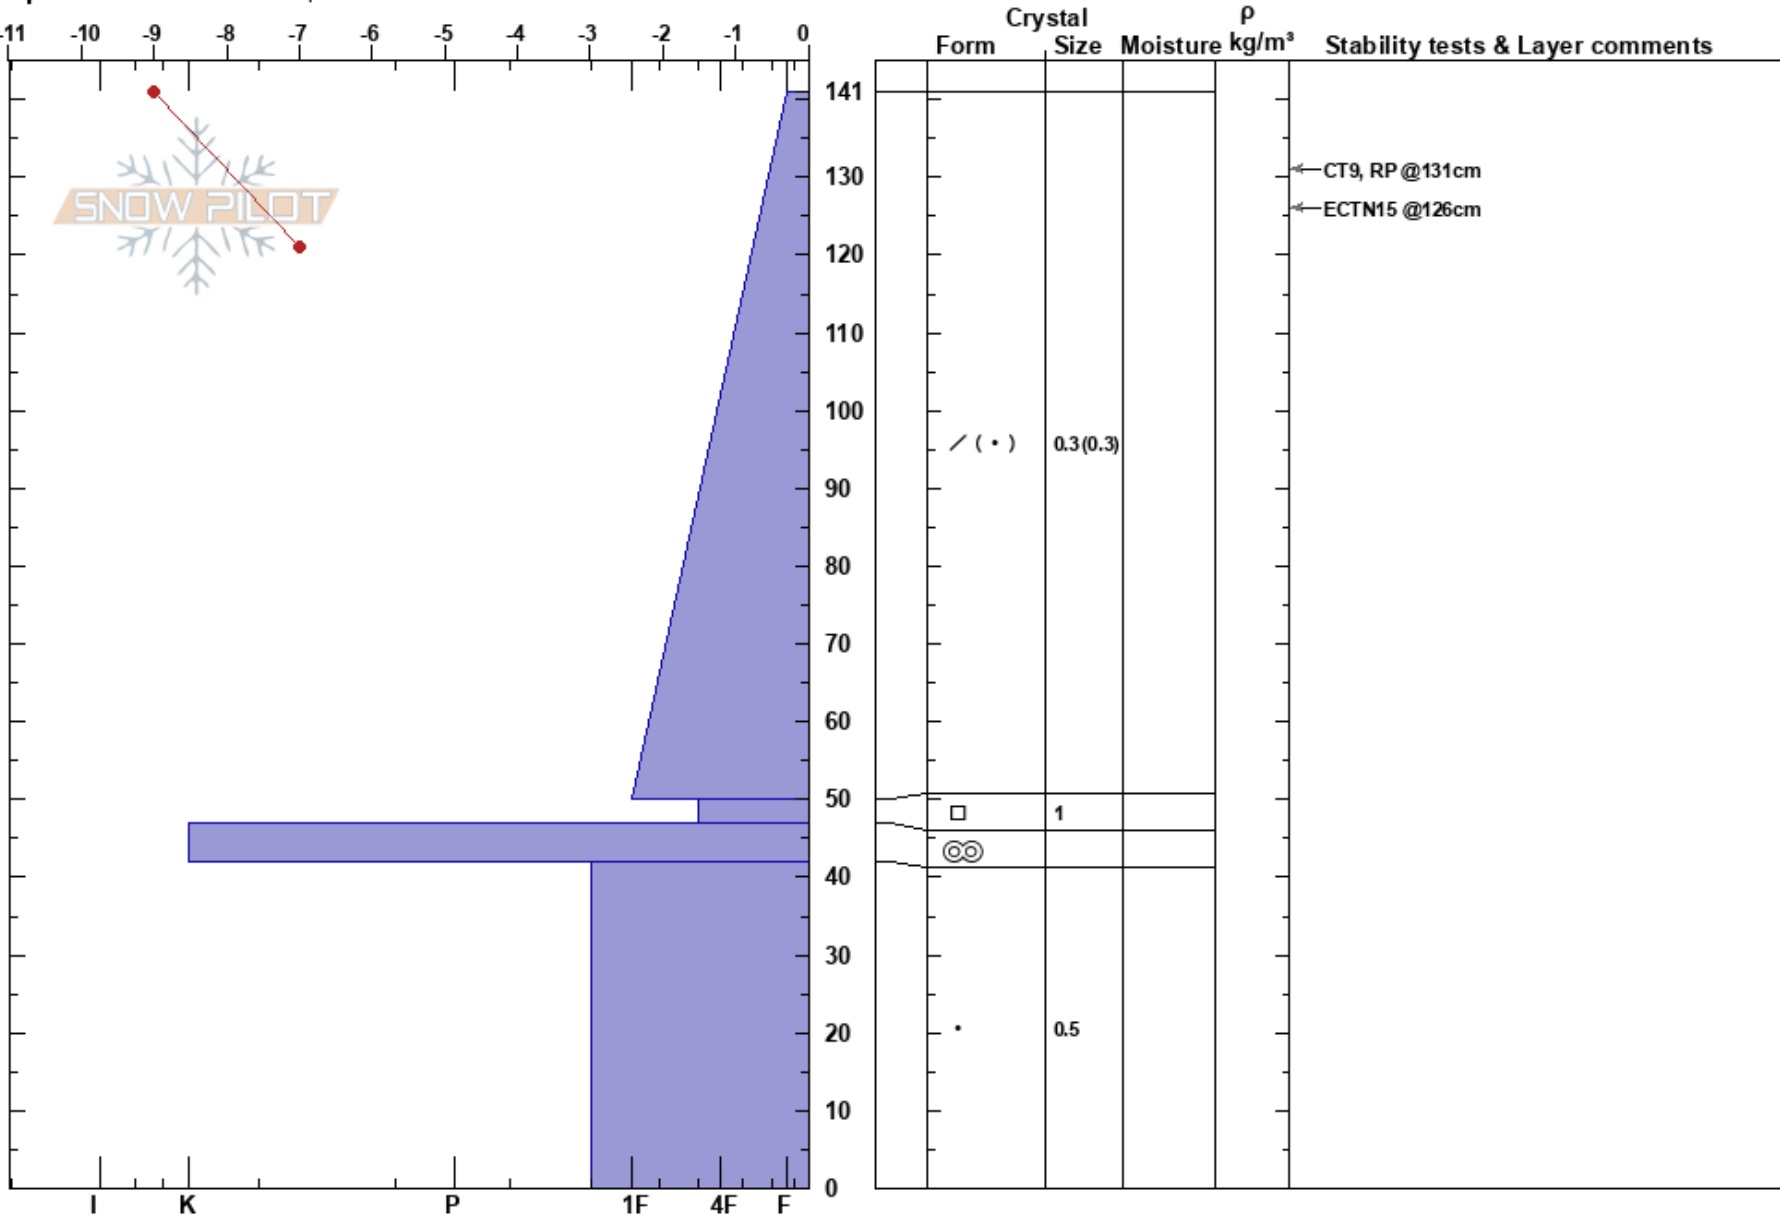 Crystal ρ
Form Size Moisture kg/m³ Stability tests & Layer comments
-11 -10 -9 -8 -7 -6 -5 -4 -3 -2 -1 0
141
SNOW PILOT
130
CT9, RP @131cm
ECTN15 @126cm
120
110
100
/ ( • ) 0.3(0.3)
90
80
70
60
50
1
40
30
20
0.5
10
0
I K P 1F 4F F